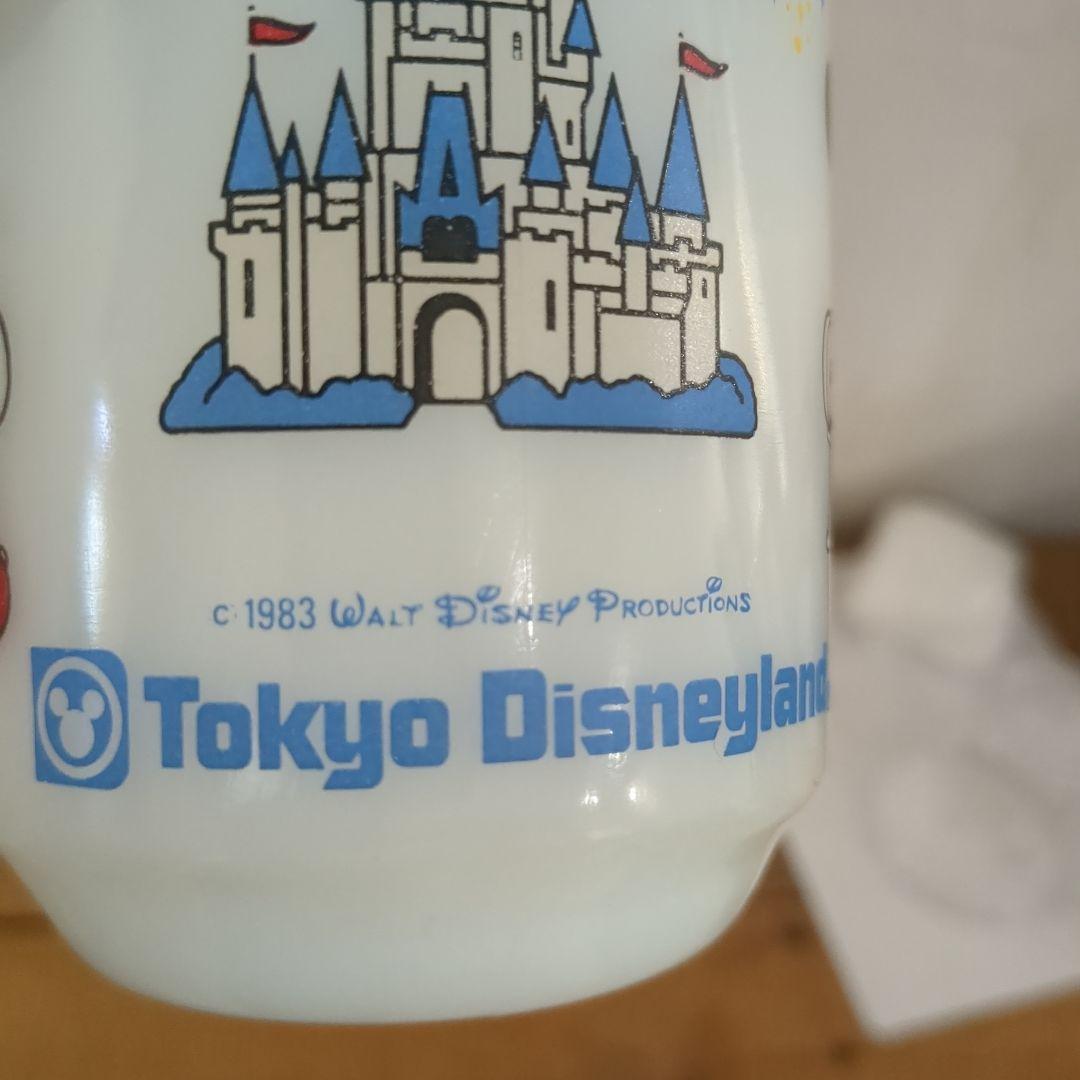 C 1983 WALT DISNEY PRODUCTIONS
Tokyo Disneyland